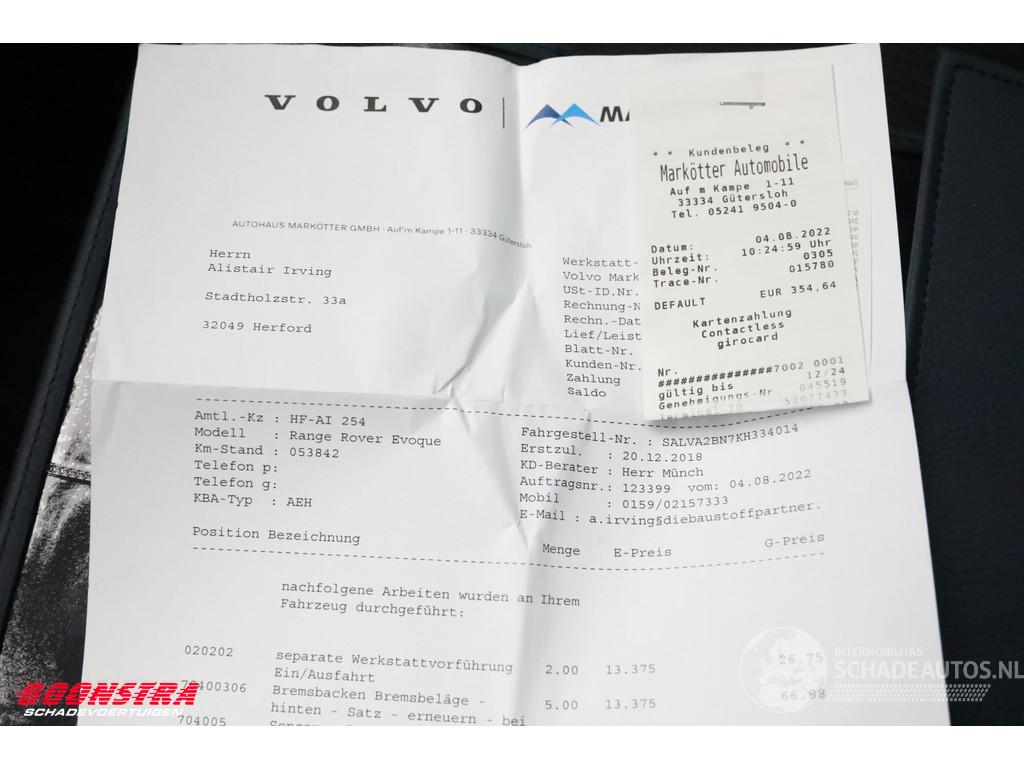 VOLVO
MA
AUTOHAUS MARKÖTTER GMBH · Auf'm Kampe 1-11 · 33334 Gütersloh
Herrn
Alistair Irving
Stadtholzstr. 33a
32049 Herford
Werkstatt-
Volvo Mark
USt-ID.Nr.
Rechnung-N
Rechn.-Dat
Lief/Leist
Blatt-Nr.
Kunden-Nr.
Zahlung
Saldo
* * Kundenbeleg * *
Markötter Automobile
Auf m Kampe 1-11
33334 Gütersloh
Tel. 05241 9504-0
Datum: 04.08.2022
Uhrzeit: 10:24:59 Uhr
Beleg-Nr. 0305
Trace-Nr. 015780
DEFAULT EUR 354,64
Kartenzahlung
Contactless
girocard
Nr.
###############7002 0001
gültig bis 12/24
Genehmigungs-Nr. 045519
Terminal ID 52077433
Amtl.-Kz : HF-AI 254
Modell : Range Rover Evoque
Km-Stand : 053842
Telefon p:
Telefon g:
KBA-Typ : AEH
Fahrgestell-Nr. : SALVA2BN7KH334014
Erstzul. : 20.12.2018
KD-Berater : Herr Münch
Auftragsnr.: 123399 vom: 04.08.2022
Mobil : 0159/02157333
E-Mail : a.irving§diebaustoffpartner.
Position Bezeichnung Menge E-Preis G-Preis
nachfolgene Arbeiten wurden an Ihrem
Fahrzeug durchgeführt:
020202 separate Werkstattvorführung 2.00 13.375 26.75
Ein/Ausfahrt
70400306 Bremsbacken Bremsbeläge - 5.00 13.375 66.88
hinten - Satz - erneuern - bei
704005
BOONSTRA
SCHADEVOERTUIGEN
INTERMOBILITAS
SCHADEAUTOS.NL